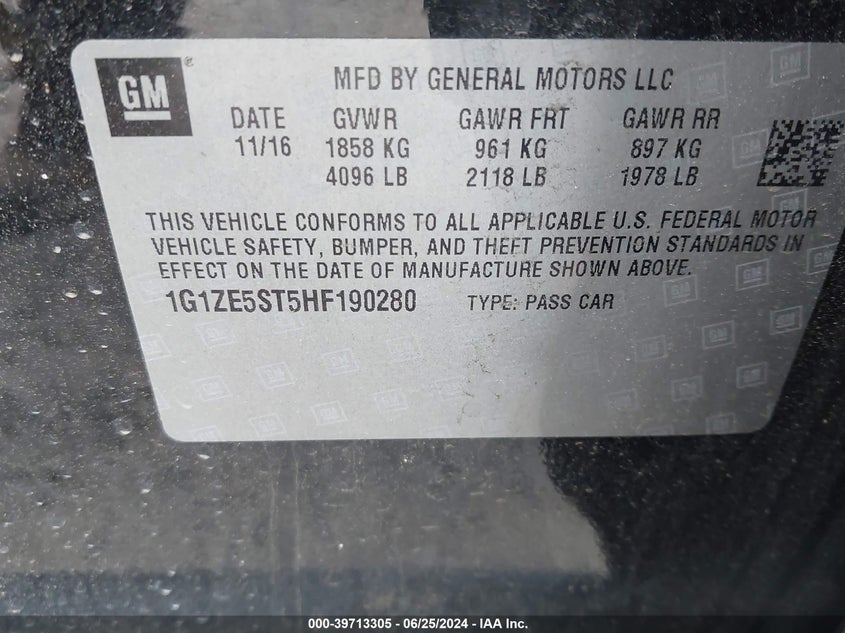 GM
®
MFD BY GENERAL MOTORS LLC
DATE GVWR GAWR FRT GAWR RR
11/16 1858 KG 961 KG 897 KG
4096 LB 2118 LB 1978 LB
THIS VEHICLE CONFORMS TO ALL APPLICABLE U.S. FEDERAL MOTOR
VEHICLE SAFETY, BUMPER, AND THEFT PREVENTION STANDARDS IN
EFFECT ON THE DATE OF MANUFACTURE SHOWN ABOVE.
1G1ZE5ST5HF190280 TYPE: PASS CAR
000-39713305 - 06/25/2024 - IAA Inc.